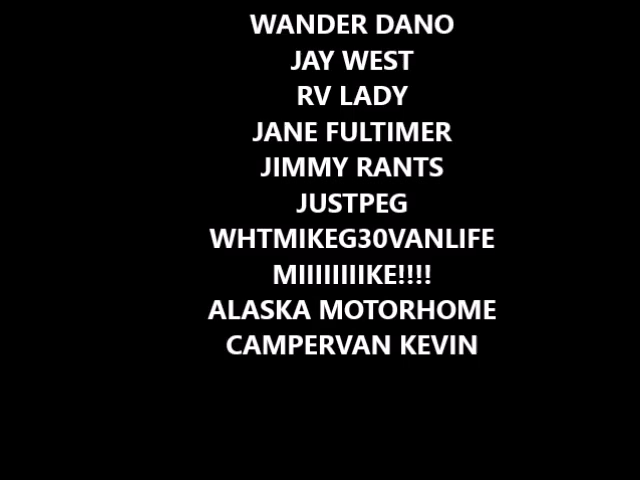 WANDER DANO
JAY WEST
RV LADY
JANE FULTIMER
JIMMY RANTS
JUSTPEG
WHTMIKEG30VANLIFE
MIIIIIIIIKE!!!!
ALASKA MOTORHOME
CAMPERVAN KEVIN